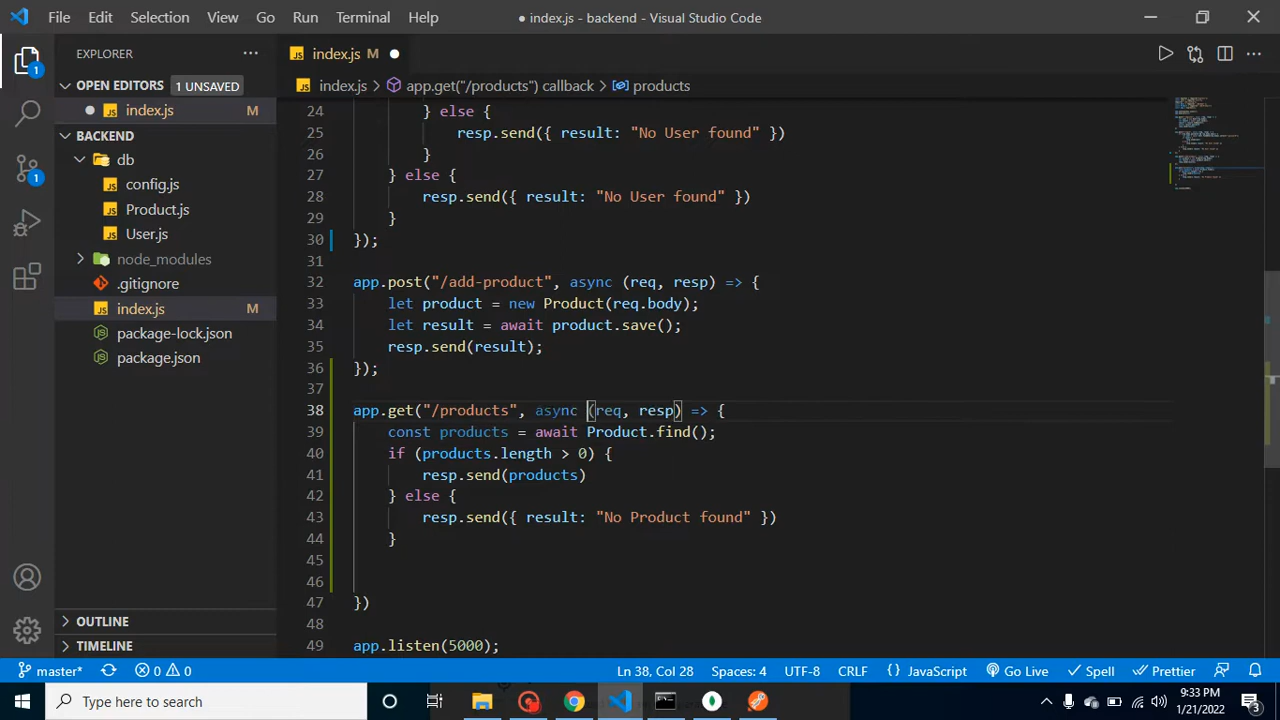 File Edit Selection View Go Run Terminal Help
● index.js - backend - Visual Studio Code
EXPLORER
index.js M
OPEN EDITORS 1 UNSAVED
index.js > app.get("/products") callback > products
index.js M
BACKEND
db
config.js
Product.js
User.js
node_modules
.gitignore
index.js M
package-lock.json
package.json
OUTLINE
TIMELINE
24 } else {
25 resp.send({ result: "No User found" })
26 }
27 } else {
28 resp.send({ result: "No User found" })
29 }
30 });
31
32 app.post("/add-product", async (req, resp) => {
33 let product = new Product(req.body);
34 let result = await product.save();
35 resp.send(result);
36 });
37
38 app.get("/products", async (req, resp) => {
39 const products = await Product.find();
40 if (products.length > 0) {
41 resp.send(products)
42 } else {
43 resp.send({ result: "No Product found" })
44 }
45
46
47 })
48
49 app.listen(5000);
1
1
master* 0 0 Ln 38, Col 28 Spaces: 4 UTF-8 CRLF { } JavaScript Go Live Spell Prettier
Type here to search
9:33 PM
1/21/2022
3